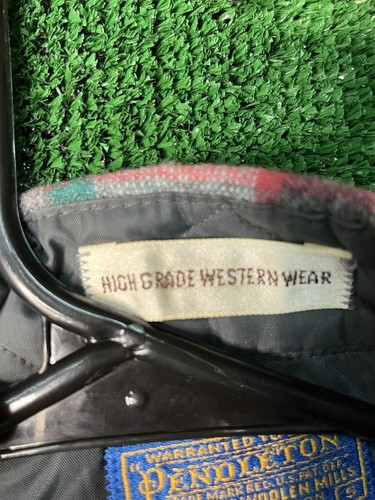 HIGH GRADE WESTERN WEAR
"WARRANTED TO
PENDLETON
TRADE MARK REG. U.S. PAT. OFF.
WOOLEN MILLS